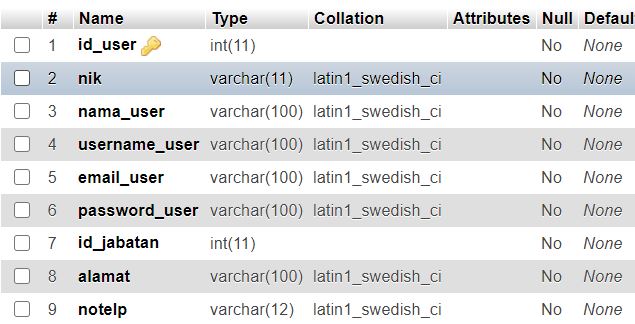 # Name Type Collation Attributes Null Defaul
1 id_user int(11) No None
2 nik varchar(11) latin1_swedish_ci No None
3 nama_user varchar(100) latin1_swedish_ci No None
4 username_user varchar(100) latin1_swedish_ci No None
5 email_user varchar(100) latin1_swedish_ci No None
6 password_user varchar(100) latin1_swedish_ci No None
7 id_jabatan int(11) No None
8 alamat varchar(100) latin1_swedish_ci No None
9 notelp varchar(12) latin1_swedish_ci No None